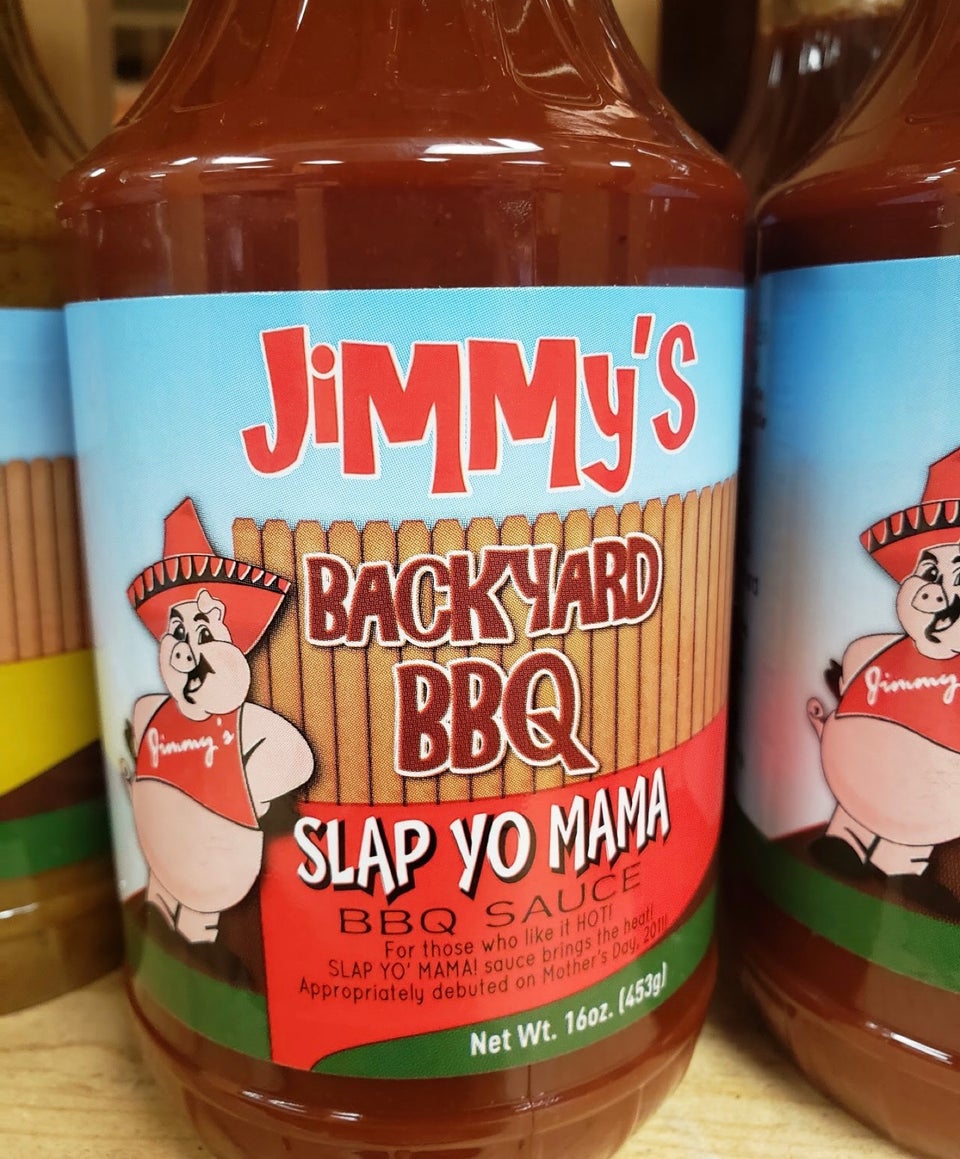 JiMMy'S
BACKYARD
BBQ
Jimmy's
SLAP YO MAMA
BBQ SAUCE
For those who like it HOT!
SLAP YO' MAMA! sauce brings the heat!
Appropriately debuted on Mother's Day, 2011!
Net Wt. 16oz. (453g)
Jimmy